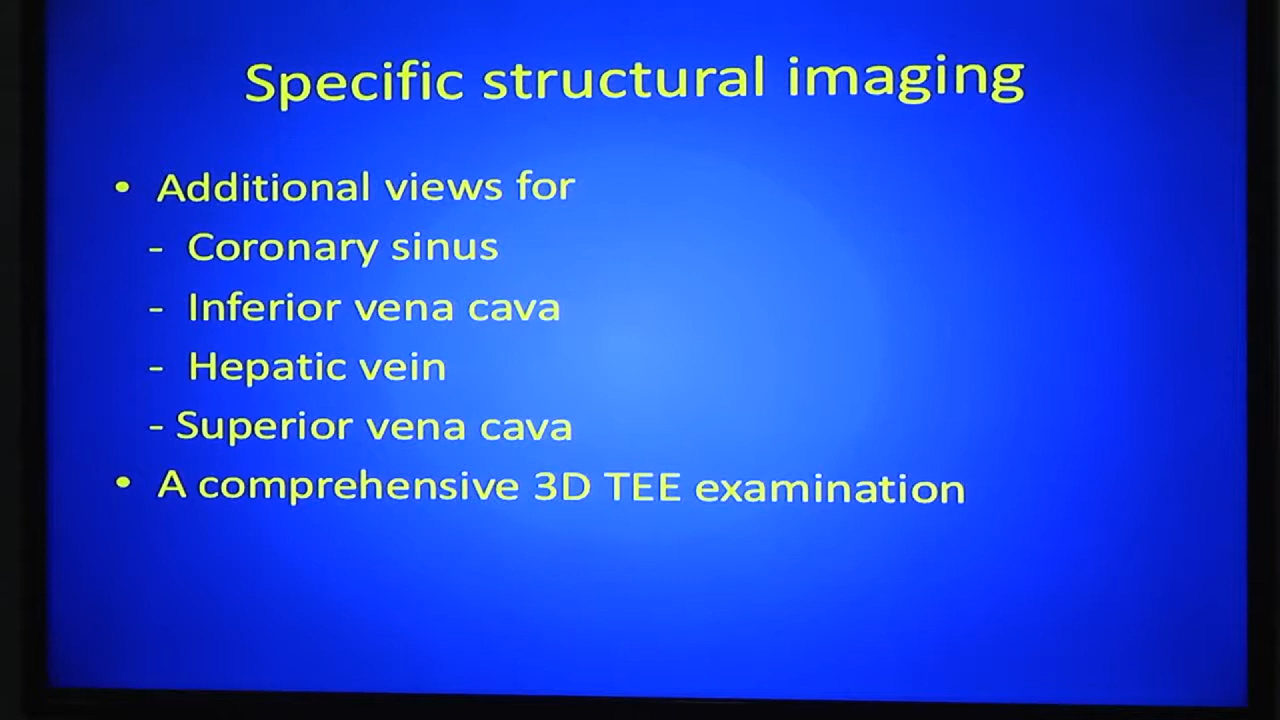 Specific structural imaging
• Additional views for
- Coronary sinus
- Inferior vena cava
- Hepatic vein
- Superior vena cava
• A comprehensive 3D TEE examination